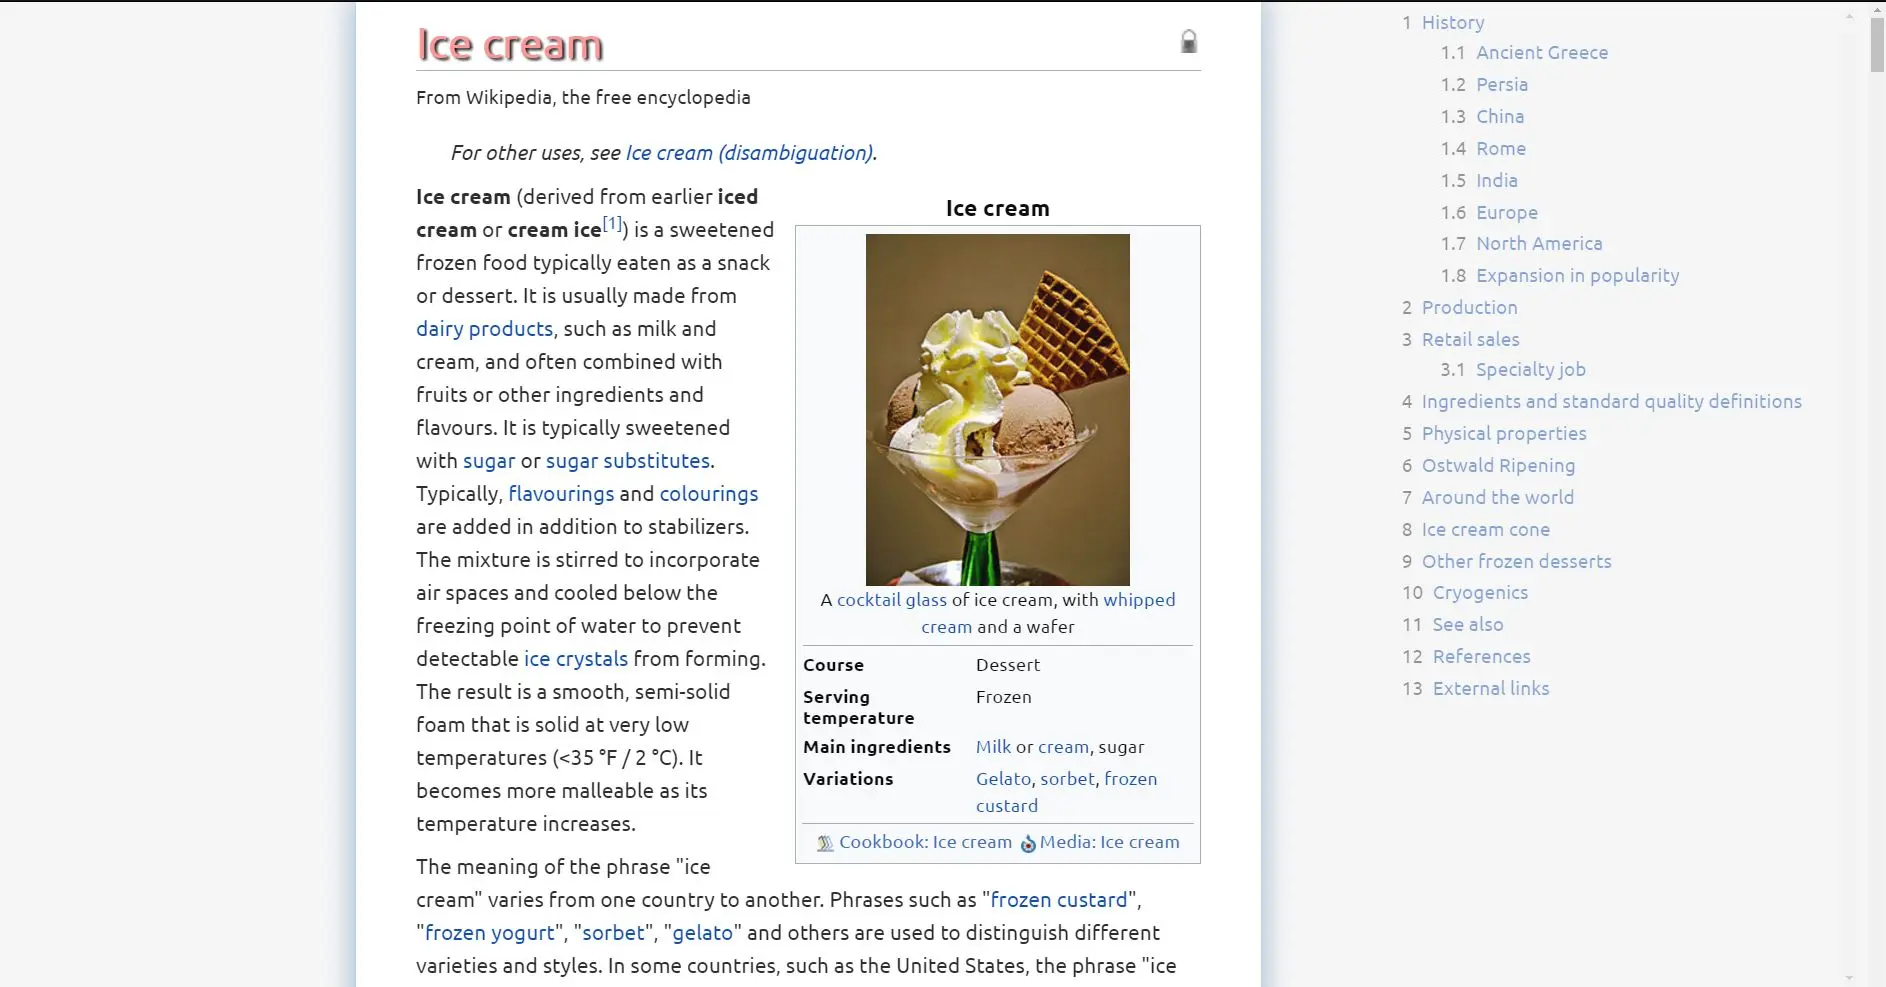 Ice cream
From Wikipedia, the free encyclopedia
For other uses, see Ice cream (disambiguation).
Ice cream (derived from earlier iced
cream or cream ice[1]) is a sweetened
frozen food typically eaten as a snack
or dessert. It is usually made from
dairy products, such as milk and
cream, and often combined with
fruits or other ingredients and
flavours. It is typically sweetened
with sugar or sugar substitutes.
Typically, flavourings and colourings
are added in addition to stabilizers.
The mixture is stirred to incorporate
air spaces and cooled below the
freezing point of water to prevent
detectable ice crystals from forming.
The result is a smooth, semi-solid
foam that is solid at very low
temperatures (<35 °F / 2 °C). It
becomes more malleable as its
temperature increases.
The meaning of the phrase "ice
cream" varies from one country to another. Phrases such as "frozen custard",
"frozen yogurt", "sorbet", "gelato" and others are used to distinguish different
varieties and styles. In some countries, such as the United States, the phrase "ice
Ice cream
A cocktail glass of ice cream, with whipped
cream and a wafer
Course Dessert
Serving Frozen
temperature
Main ingredients Milk or cream, sugar
Variations Gelato, sorbet, frozen
custard
Cookbook: Ice cream Media: Ice cream
1 History
1.1 Ancient Greece
1.2 Persia
1.3 China
1.4 Rome
1.5 India
1.6 Europe
1.7 North America
1.8 Expansion in popularity
2 Production
3 Retail sales
3.1 Specialty job
4 Ingredients and standard quality definitions
5 Physical properties
6 Ostwald Ripening
7 Around the world
8 Ice cream cone
9 Other frozen desserts
10 Cryogenics
11 See also
12 References
13 External links